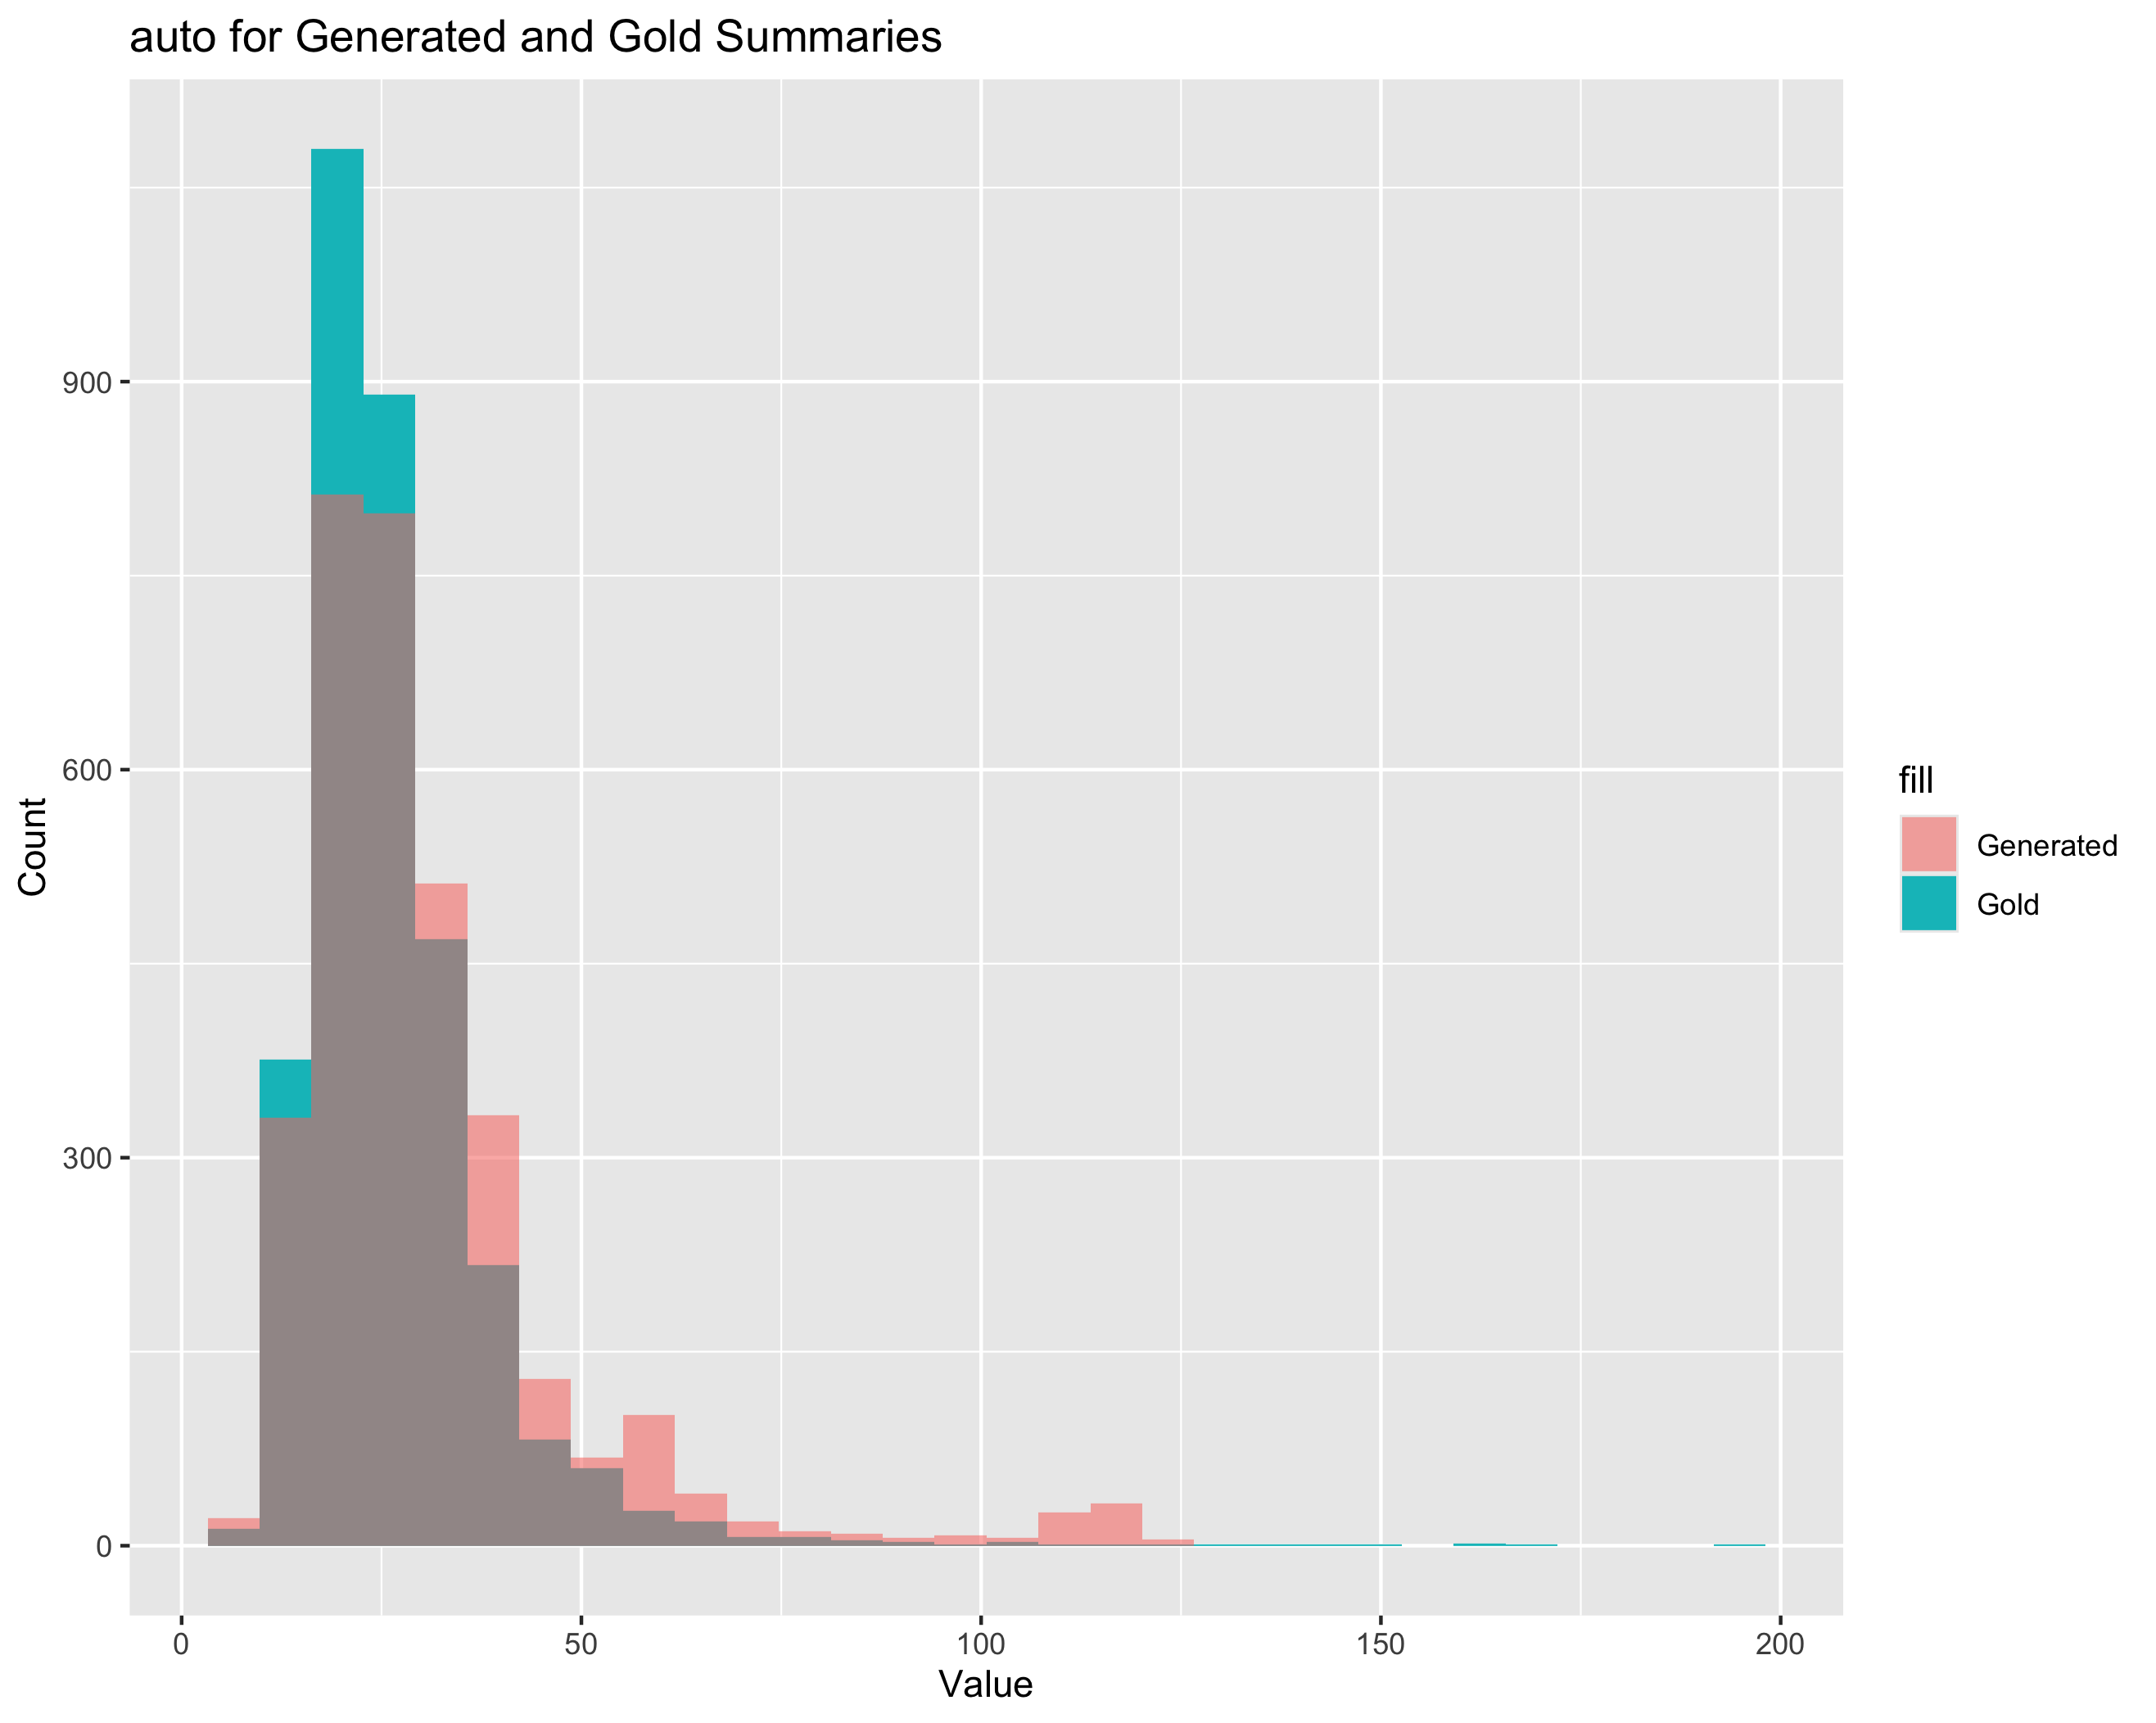 auto for Generated and Gold Summaries
Count
900
600
300
0
0 50 100 150 200
Value
fill
Generated
Gold